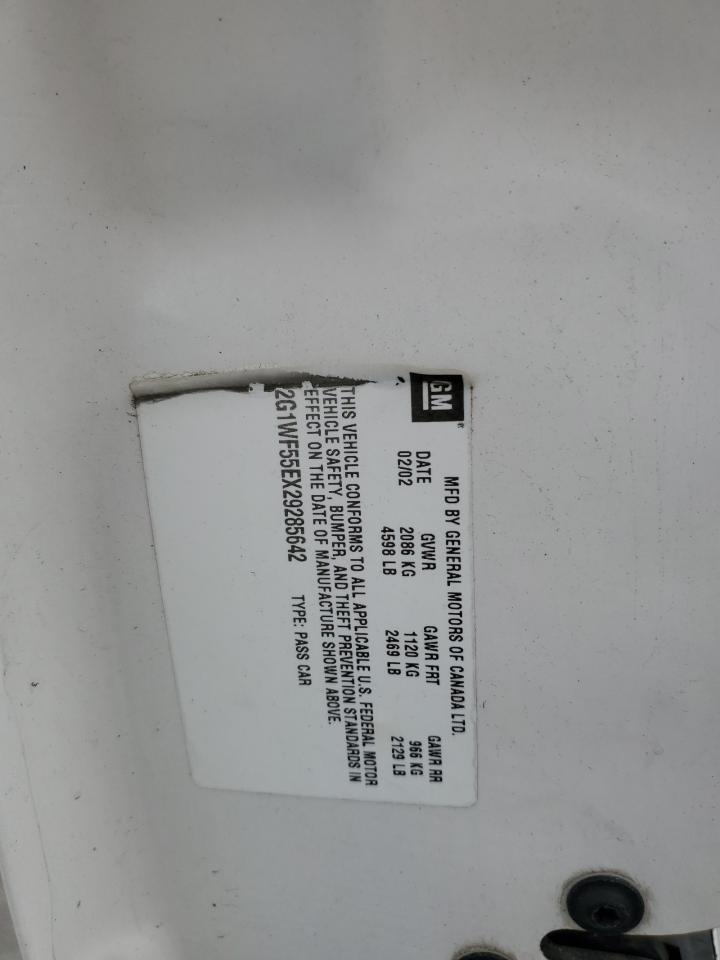 GM ®
MFD BY GENERAL MOTORS OF CANADA LTD.
DATE GVWR GAWR FRT GAWR RR
02/02 2086 KG 1120 KG 966 KG
4598 LB 2469 LB 2129 LB
THIS VEHICLE CONFORMS TO ALL APPLICABLE U.S. FEDERAL MOTOR
VEHICLE SAFETY, BUMPER, AND THEFT PREVENTION STANDARDS IN
EFFECT ON THE DATE OF MANUFACTURE SHOWN ABOVE.
2G1WF55EX29285642 TYPE: PASS CAR